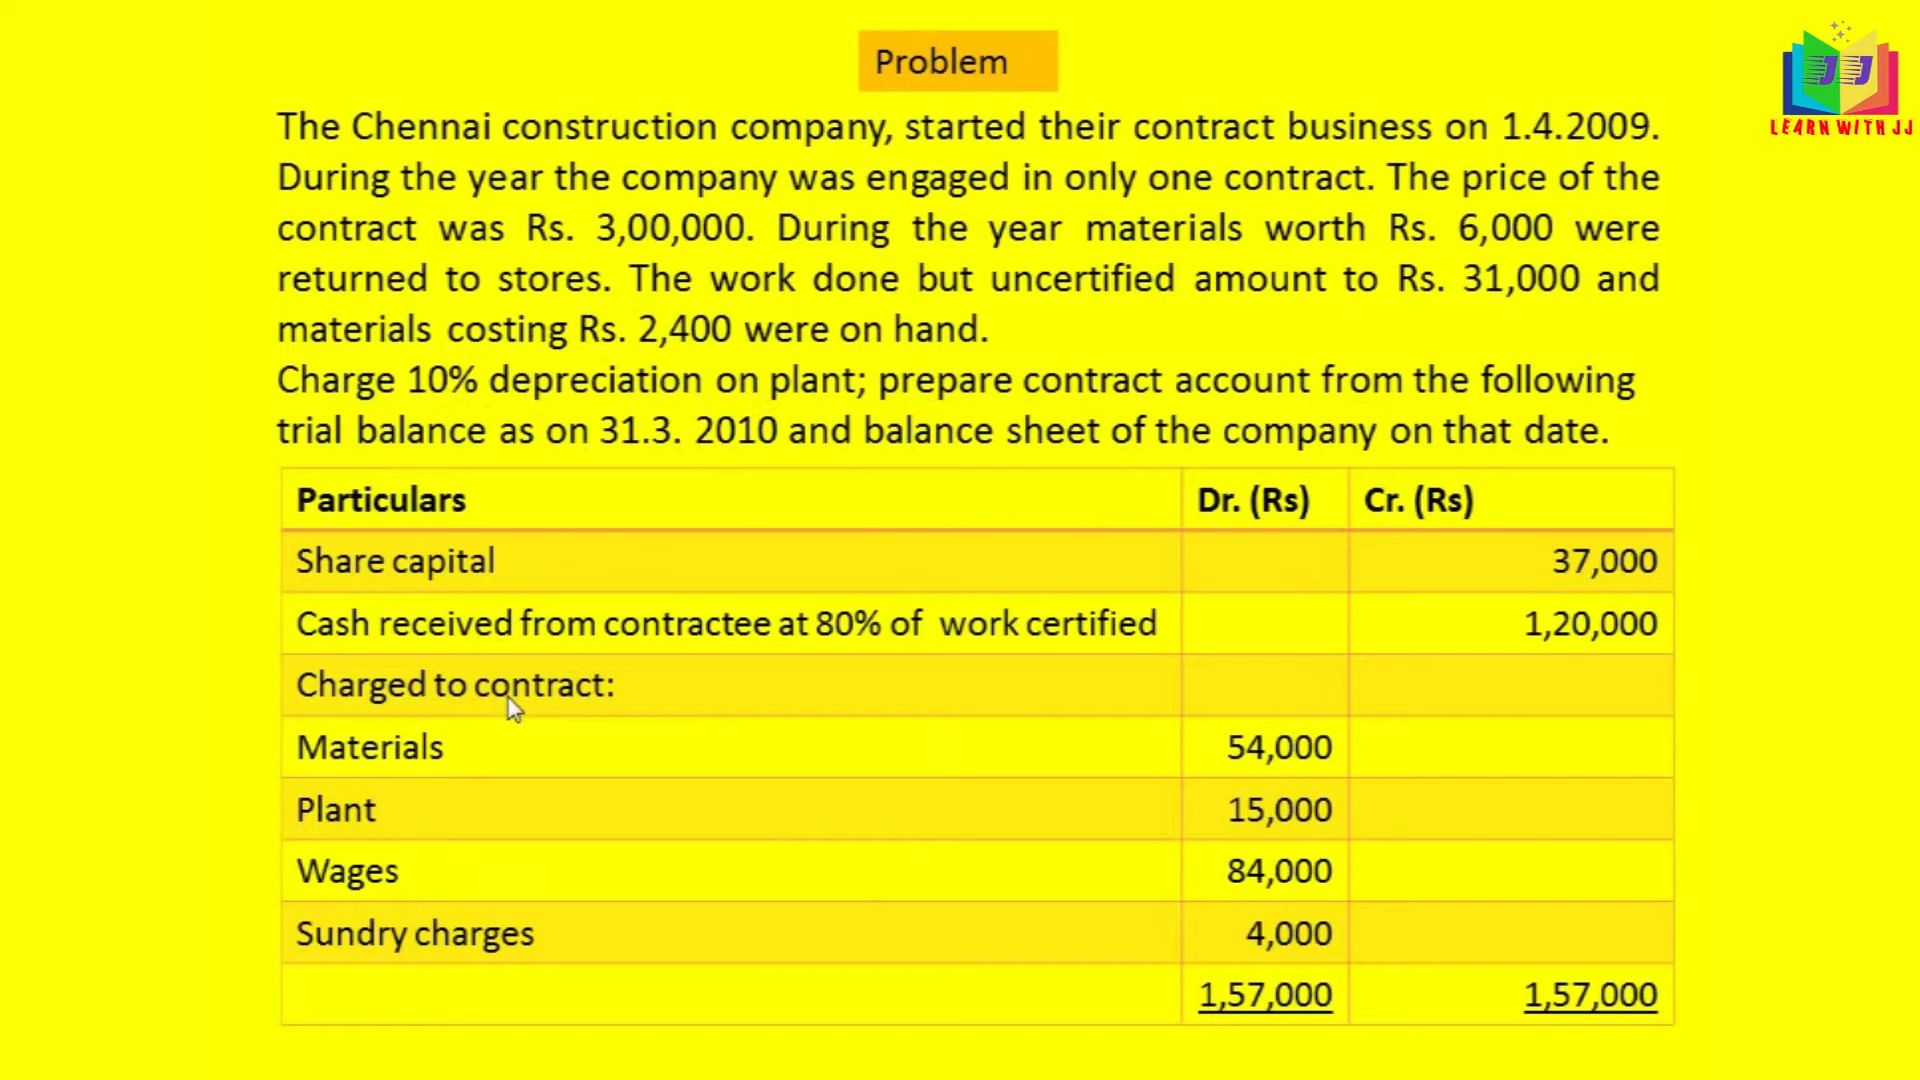 Problem
LEARN WITH JJ
The Chennai construction company, started their contract business on 1.4.2009.
During the year the company was engaged in only one contract. The price of the
contract was Rs. 3,00,000. During the year materials worth Rs. 6,000 were
returned to stores. The work done but uncertified amount to Rs. 31,000 and
materials costing Rs. 2,400 were on hand.
Charge 10% depreciation on plant; prepare contract account from the following
trial balance as on 31.3. 2010 and balance sheet of the company on that date.
Particulars Dr. (Rs) Cr. (Rs)
Share capital 37,000
Cash received from contractee at 80% of work certified 1,20,000
Charged to contract:
Materials 54,000
Plant 15,000
Wages 84,000
Sundry charges 4,000
1,57,000 1,57,000